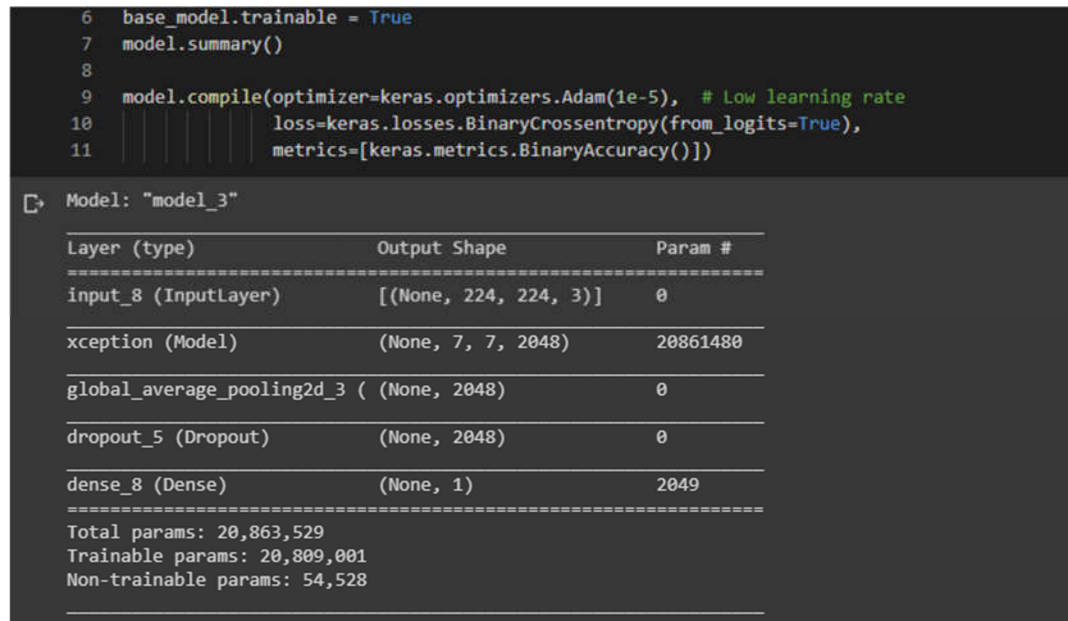 6 base_model.trainable = True
7 model.summary()
8
9 model.compile(optimizer=keras.optimizers.Adam(1e-5), # Low learning rate
10 loss=keras.losses.BinaryCrossentropy(from_logits=True),
11 metrics=[keras.metrics.BinaryAccuracy()])
Model: "model_3"
Layer (type) Output Shape Param #
input_8 (InputLayer) [(None, 224, 224, 3)] 0
xception (Model) (None, 7, 7, 2048) 20861480
global_average_pooling2d_3 ( (None, 2048) 0
dropout_5 (Dropout) (None, 2048) 0
dense_8 (Dense) (None, 1) 2049
Total params: 20,863,529
Trainable params: 20,809,001
Non-trainable params: 54,528